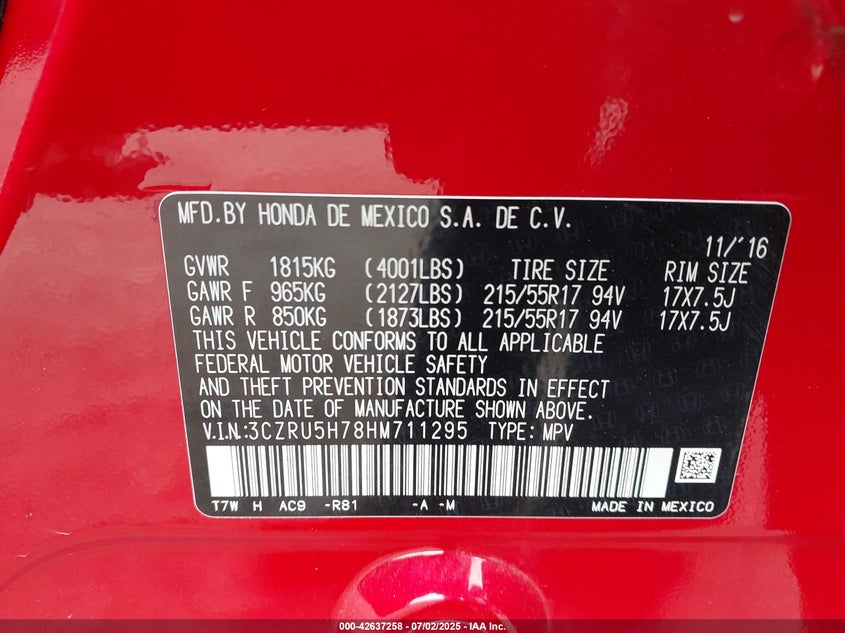 MFD.BY HONDA DE MEXICO S.A. DE C.V.
11/'16
GVWR 1815KG (4001LBS) TIRE SIZE RIM SIZE
GAWR F 965KG (2127LBS) 215/55R17 94V 17X7.5J
GAWR R 850KG (1873LBS) 215/55R17 94V 17X7.5J
THIS VEHICLE CONFORMS TO ALL APPLICABLE
FEDERAL MOTOR VEHICLE SAFETY
AND THEFT PREVENTION STANDARDS IN EFFECT
ON THE DATE OF MANUFACTURE SHOWN ABOVE.
V.I.N.:3CZRU5H78HM711295 TYPE: MPV
T7W H AC9 -R81 -A -M MADE IN MEXICO
000-42637258 - 07/02/2025 - IAA Inc.